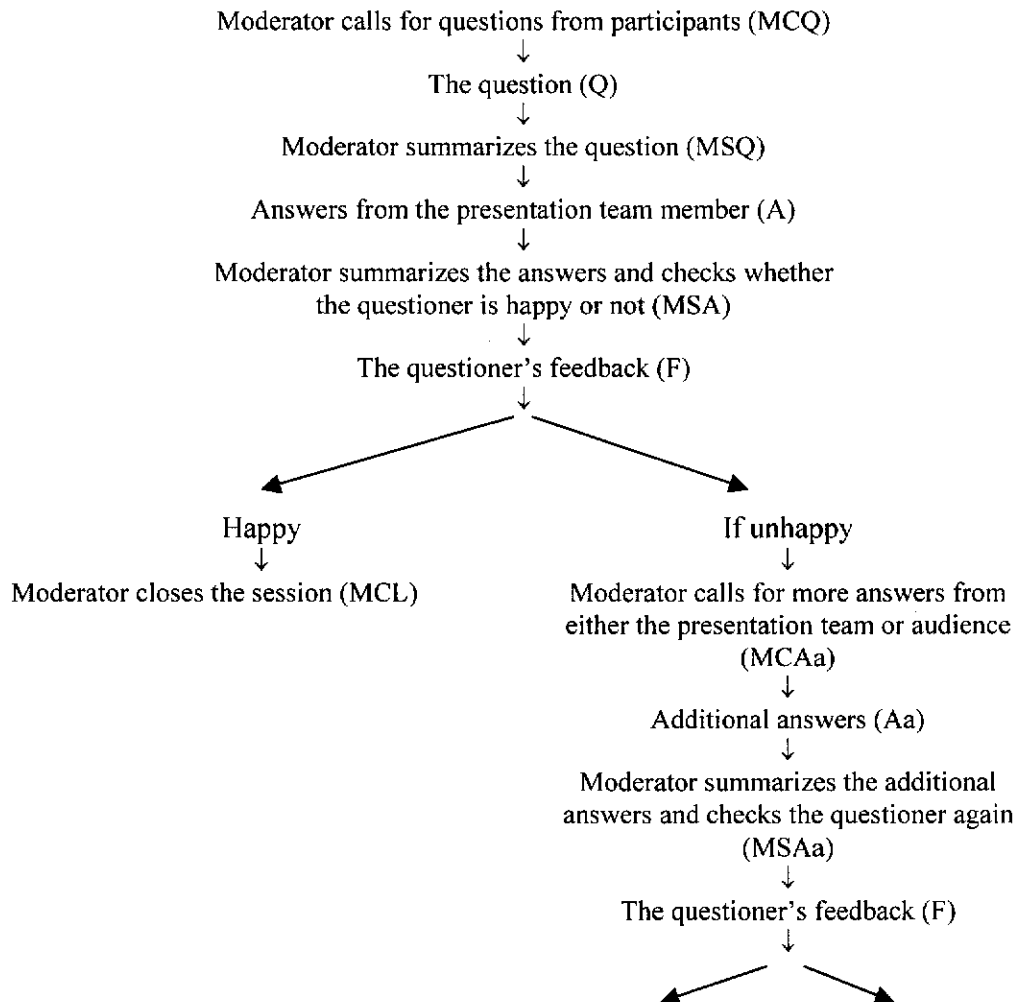 Moderator calls for questions from participants (MCQ)
↓
The question (Q)
↓
Moderator summarizes the question (MSQ)
↓
Answers from the presentation team member (A)
↓
Moderator summarizes the answers and checks whether
the questioner is happy or not (MSA)
↓
The questioner's feedback (F)
↓
Happy
↓
Moderator closes the session (MCL)
If unhappy
↓
Moderator calls for more answers from
either the presentation team or audience
(MCAa)
↓
Additional answers (Aa)
↓
Moderator summarizes the additional
answers and checks the questioner again
(MSAa)
↓
The questioner's feedback (F)
↓